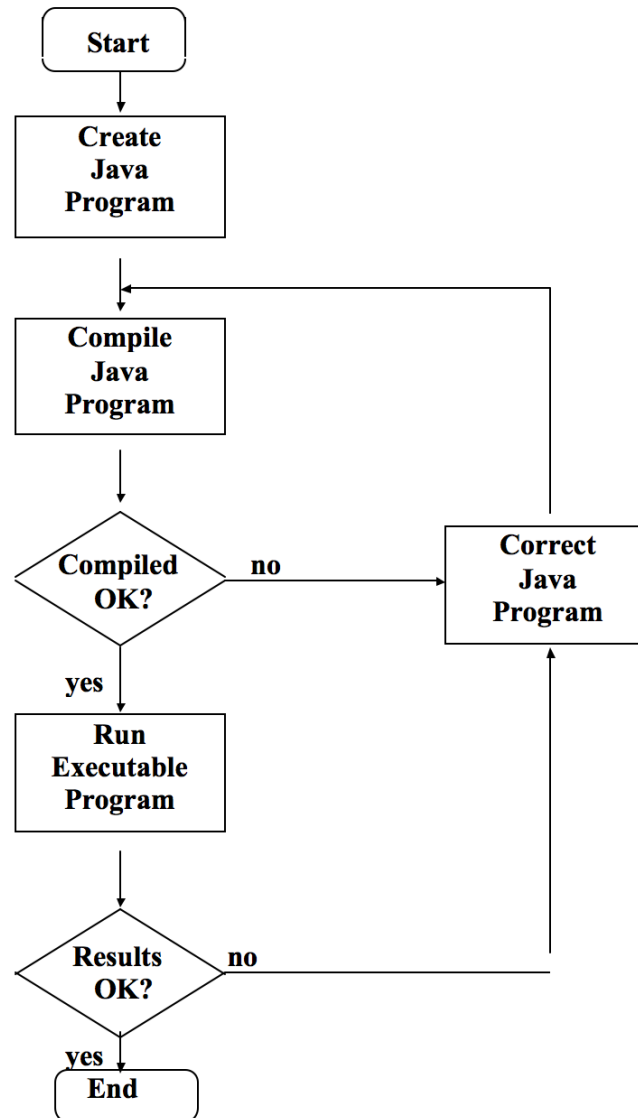 Start
Create
Java
Program
Compile
Java
Program
Compiled
OK?
no
Correct
Java
Program
yes
Run
Executable
Program
Results
OK?
no
yes
End